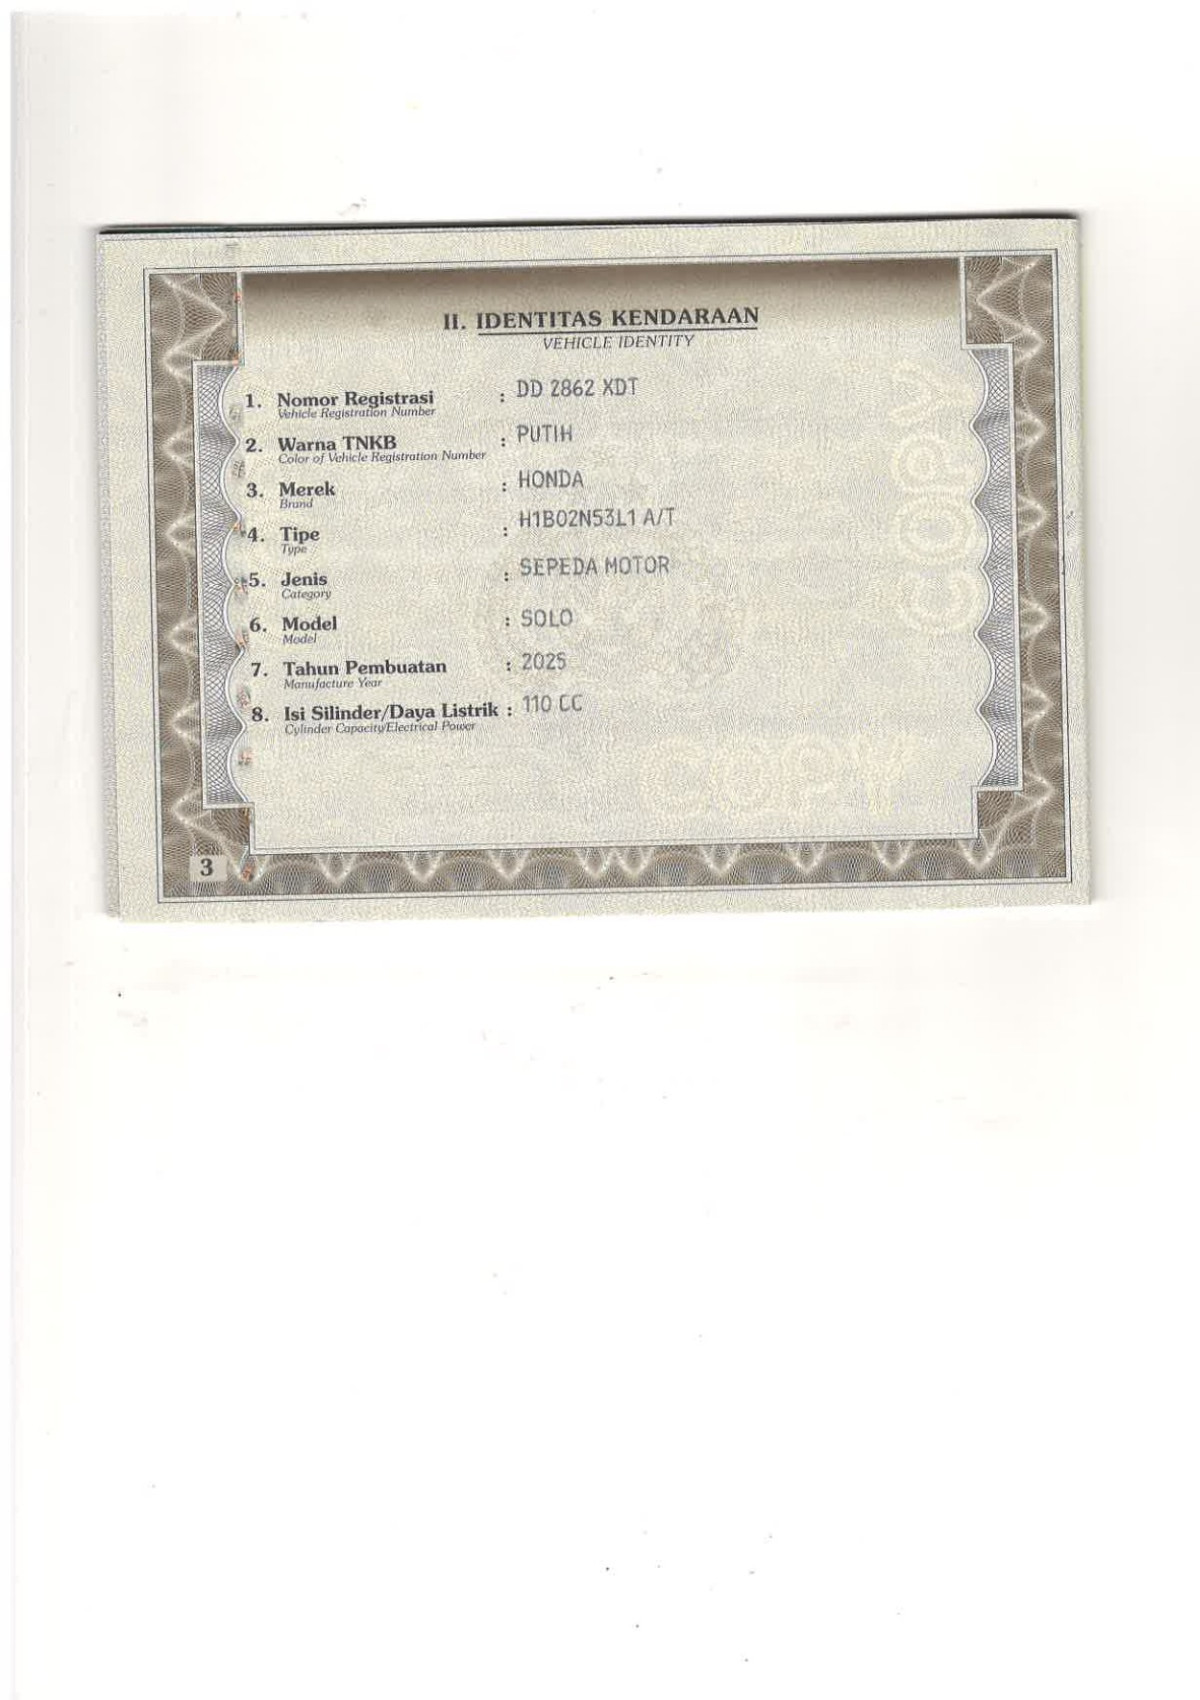 II. IDENTITAS KENDARAAN
VEHICLE IDENTITY
1. Nomor Registrasi : DD 2862 XDT
Vehicle Registration Number
2. Warna TNKB : PUTIH
Color of Vehicle Registration Number
3. Merek : HONDA
Brand
4. Tipe : H1B02N53L1 A/T
Type
5. Jenis : SEPEDA MOTOR
Category
6. Model : SOLO
Model
7. Tahun Pembuatan : 2025
Manufacture Year
8. Isi Silinder/Daya Listrik : 110 CC
Cylinder Capacity/Electrical Power
COPY
COPY
3